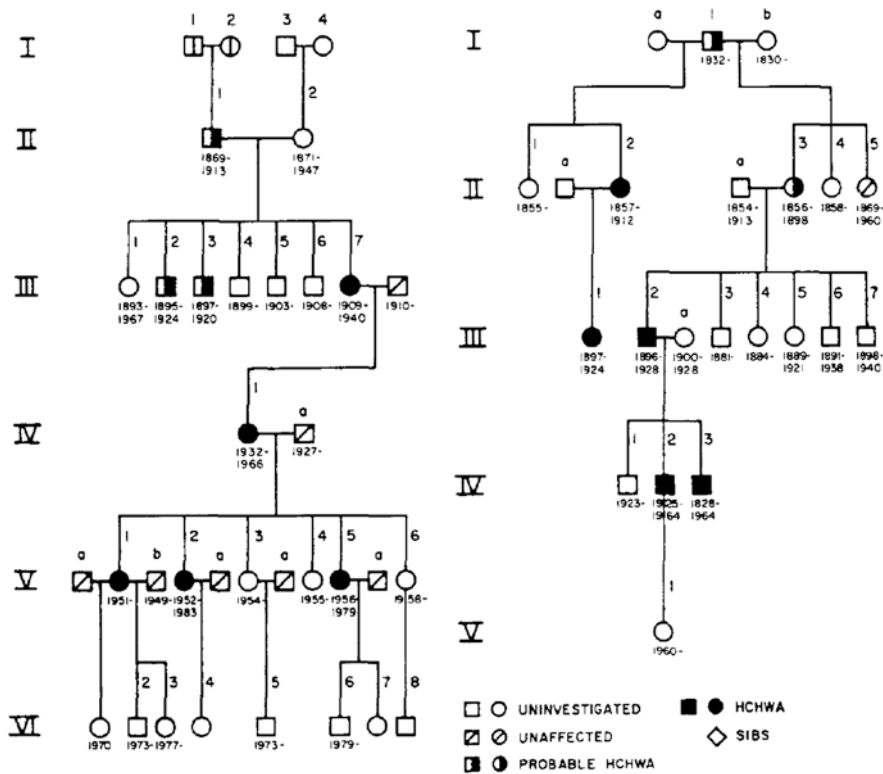 I
1 2 3 4
1 2
II
1869- 1871-
1913 1947
1 2 3 4 5 6 7
III
1893- 1895- 1897- 1899- 1903- 1908- 1909- 1910-
1967 1924 1920 1940
1
a
IV
1932- 1927-
1966
1 2 3 4 5 6
a b a a a
V
1951- 1949- 1952- 1954- 1955- 1956- 1958-
1983 1979
2 3 4 5 6 7 8
VI
1970 1973- 1977- 1973- 1979-
a 1 b
I
1832- 1830-
1 2 3 4 5
a a
II
1855- 1857- 1854- 1856- 1858- 1869-
1912 1913 1898 1960
1 2 3 4 5 6 7
a
III
1897- 1896- 1900- 1881- 1884- 1889- 1891- 1898-
1924 1928 1928 1921 1938 1940
1 2 3
IV
1923- 1925- 1828-
1964 1964
1
V
1960-
UNINVESTIGATED HCHWA
UNAFFECTED SIBS
PROBABLE HCHWA